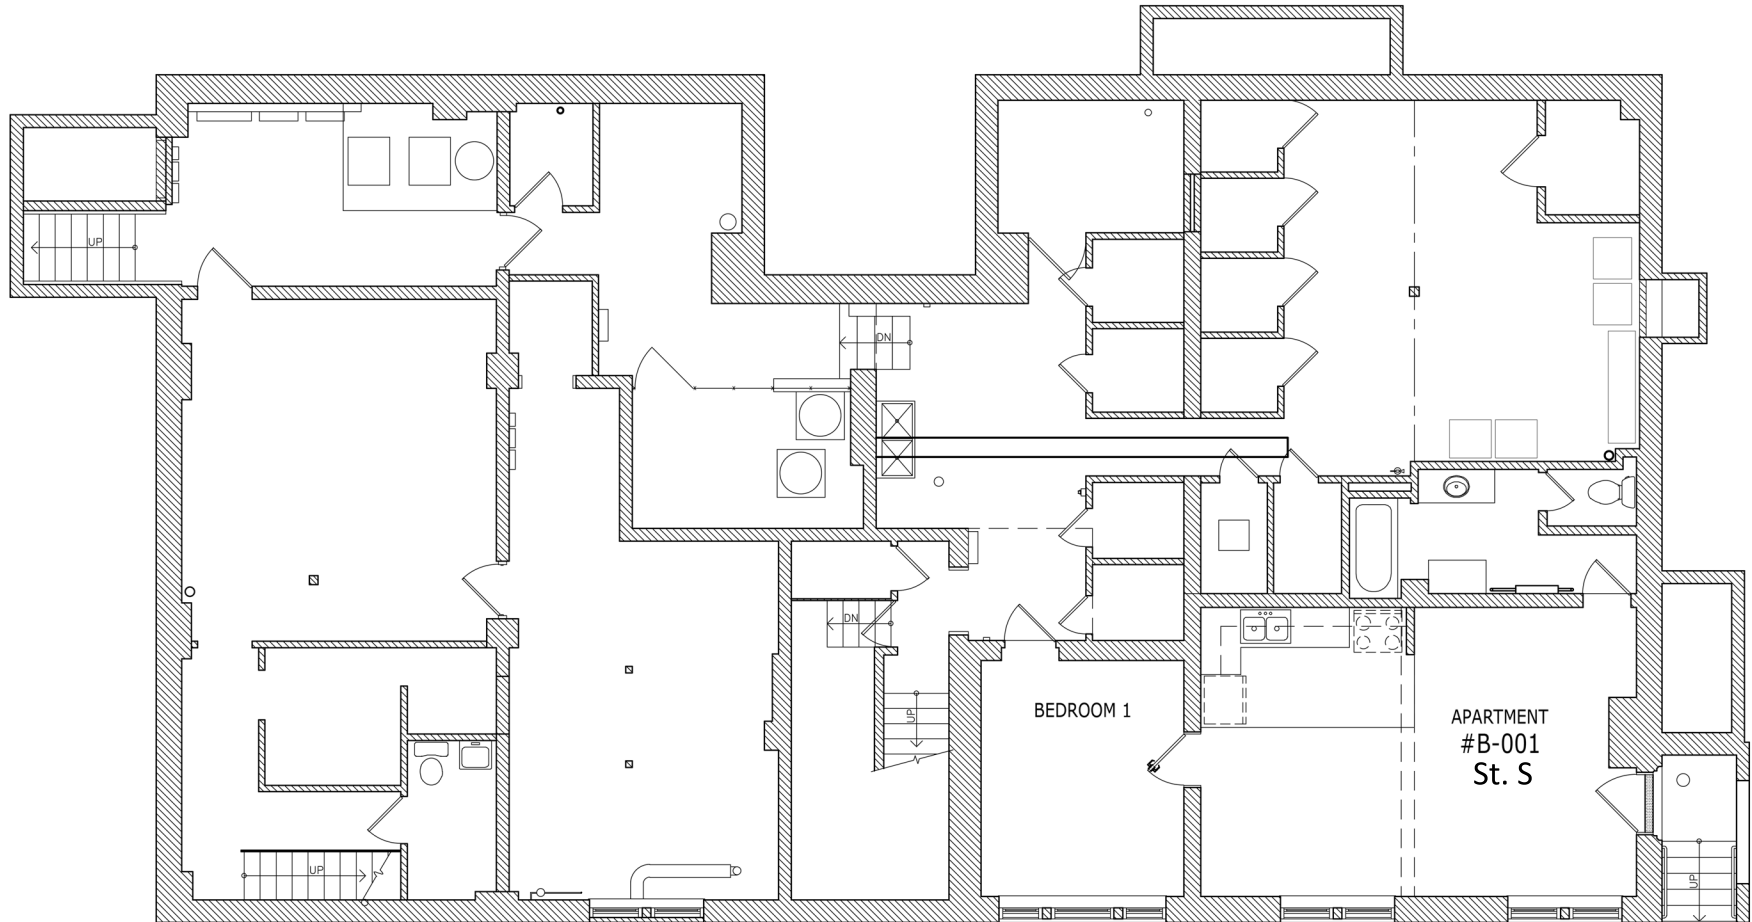 UP
DN
DN
UP
BEDROOM 1
APARTMENT
#B-001
St. S
UP
UP